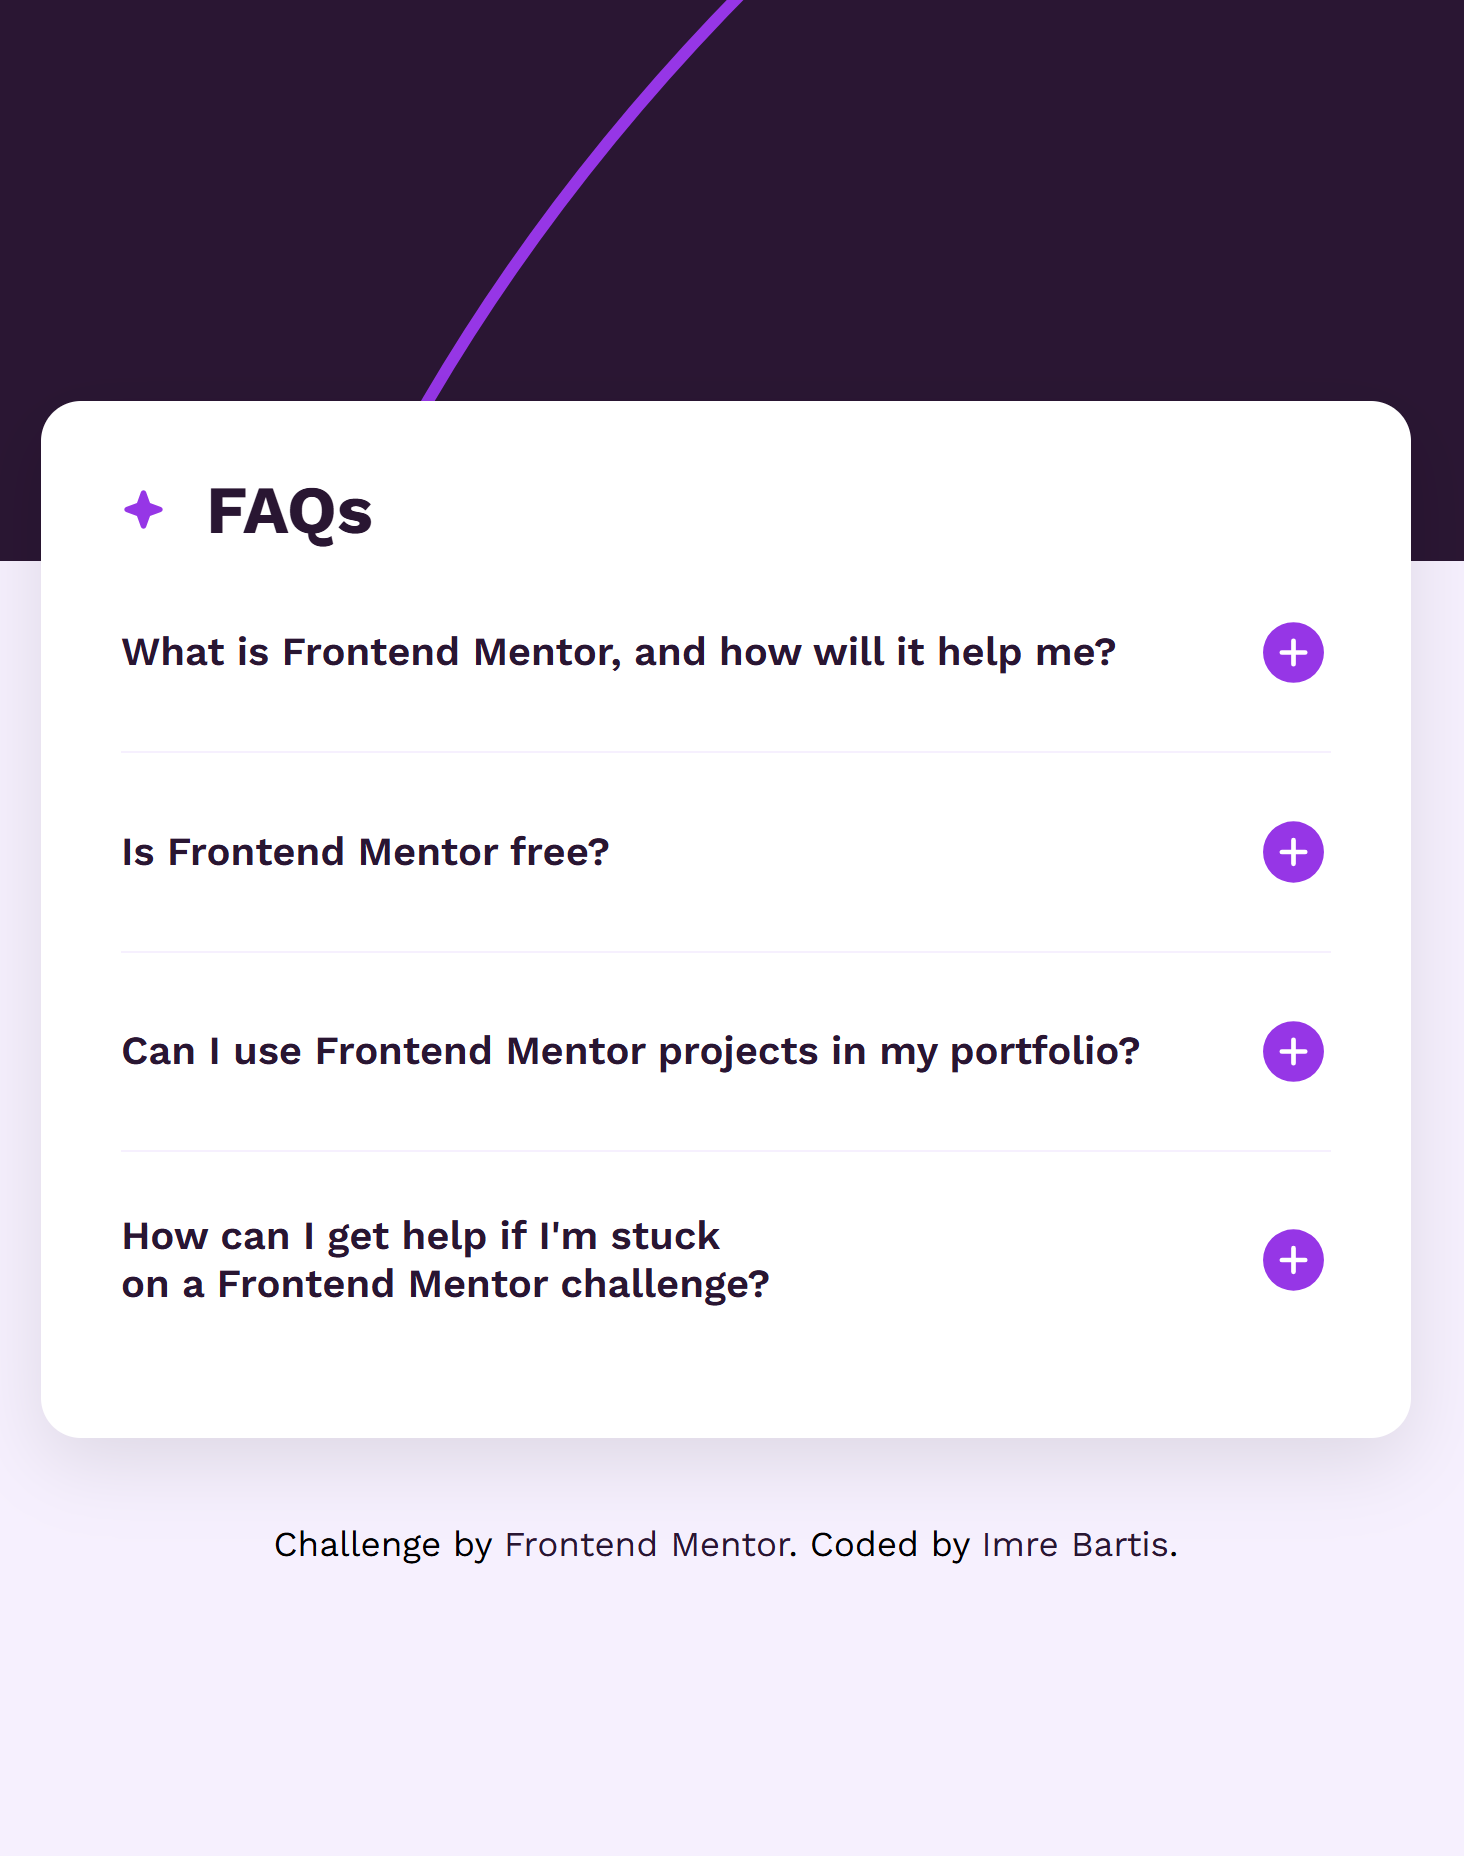 FAQs
What is Frontend Mentor, and how will it help me?
Is Frontend Mentor free?
Can I use Frontend Mentor projects in my portfolio?
How can I get help if I'm stuck
on a Frontend Mentor challenge?
Challenge by Frontend Mentor. Coded by Imre Bartis.